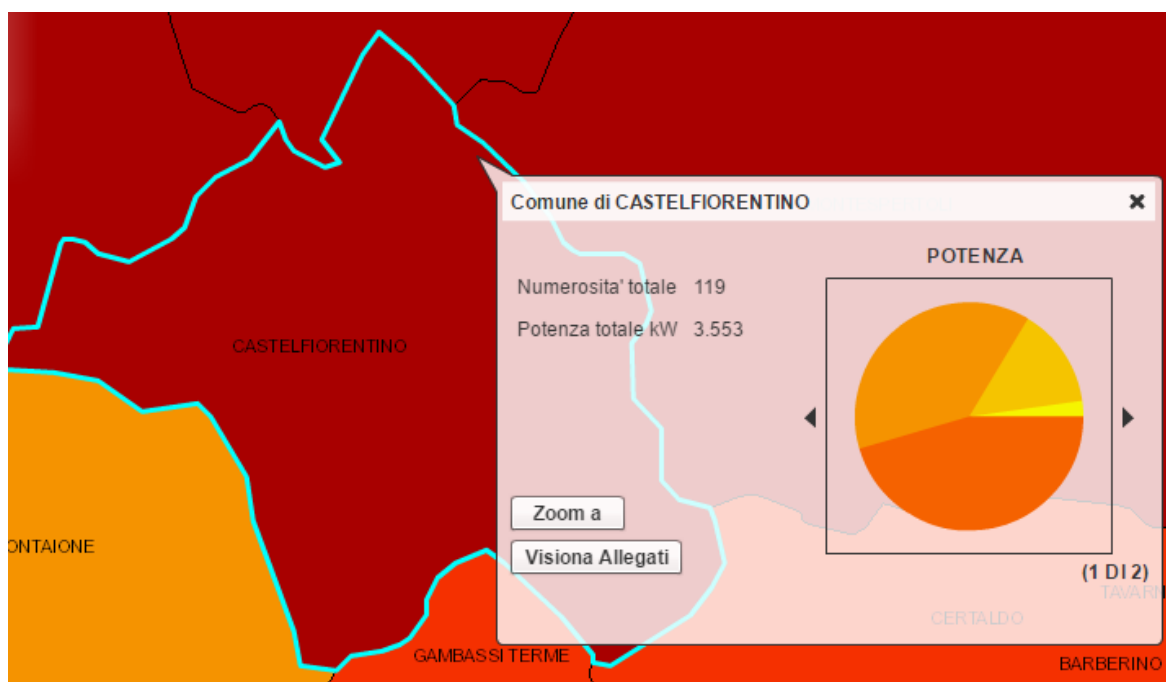 Comune di CASTELFIORENTINO
POTENZA
Numerosita' totale 119
Potenza totale kW 3.553
CASTELFIORENTINO
Zoom a
Visiona Allegati
ONTAIONE
(1 DI 2)
TAVARN
CERTALDO
GAMBASSI TERME
BARBERINO